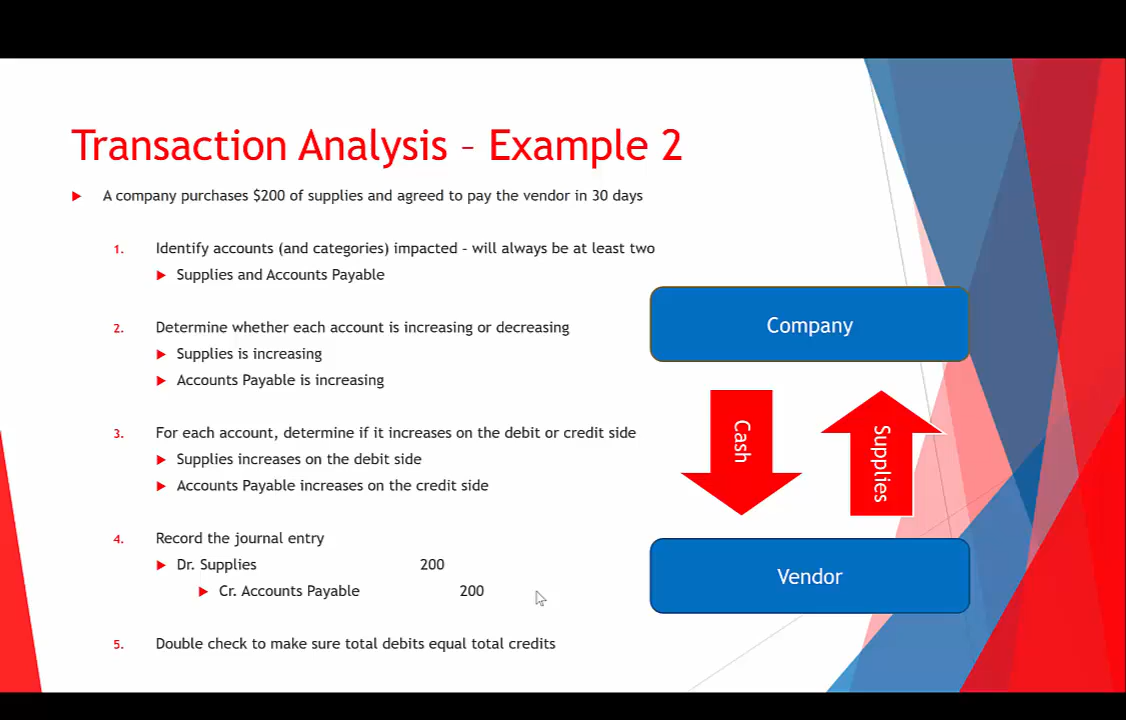 Transaction Analysis – Example 2
A company purchases $200 of supplies and agreed to pay the vendor in 30 days
1. Identify accounts (and categories) impacted – will always be at least two
Supplies and Accounts Payable
2. Determine whether each account is increasing or decreasing
Supplies is increasing
Accounts Payable is increasing
3. For each account, determine if it increases on the debit or credit side
Supplies increases on the debit side
Accounts Payable increases on the credit side
4. Record the journal entry
Dr. Supplies 200
Cr. Accounts Payable 200
5. Double check to make sure total debits equal total credits
Company
Cash
Supplies
Vendor